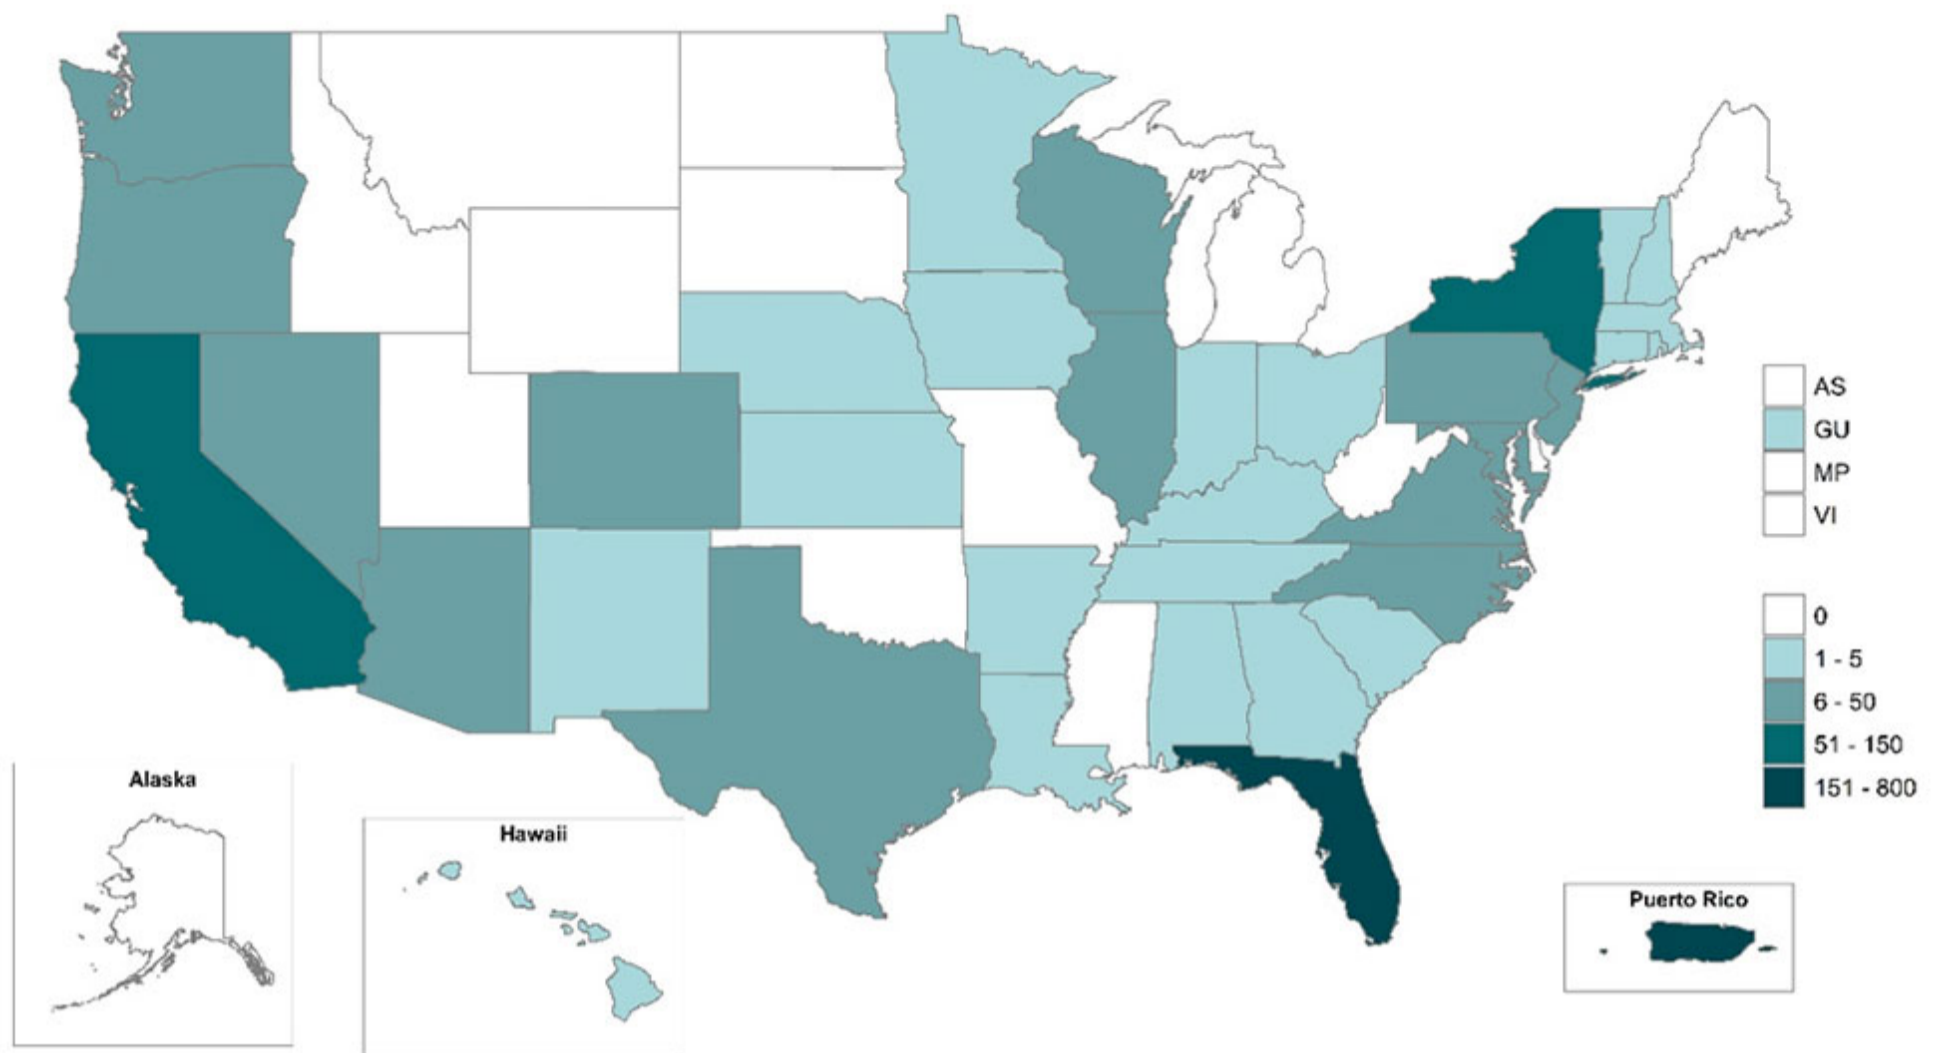 AS
GU
MP
VI
0
1 - 5
6 - 50
51 - 150
151 - 800
Alaska
Hawaii
Puerto Rico